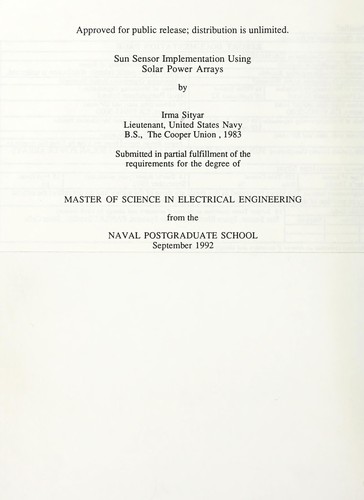 Approved for public release; distribution is unlimited.
Sun Sensor Implementation Using
Solar Power Arrays
by
Irma Sityar
Lieutenant, United States Navy
B.S., The Cooper Union , 1983
Submitted in partial fulfillment of the
requirements for the degree of
MASTER OF SCIENCE IN ELECTRICAL ENGINEERING
from the
NAVAL POSTGRADUATE SCHOOL
September 1992